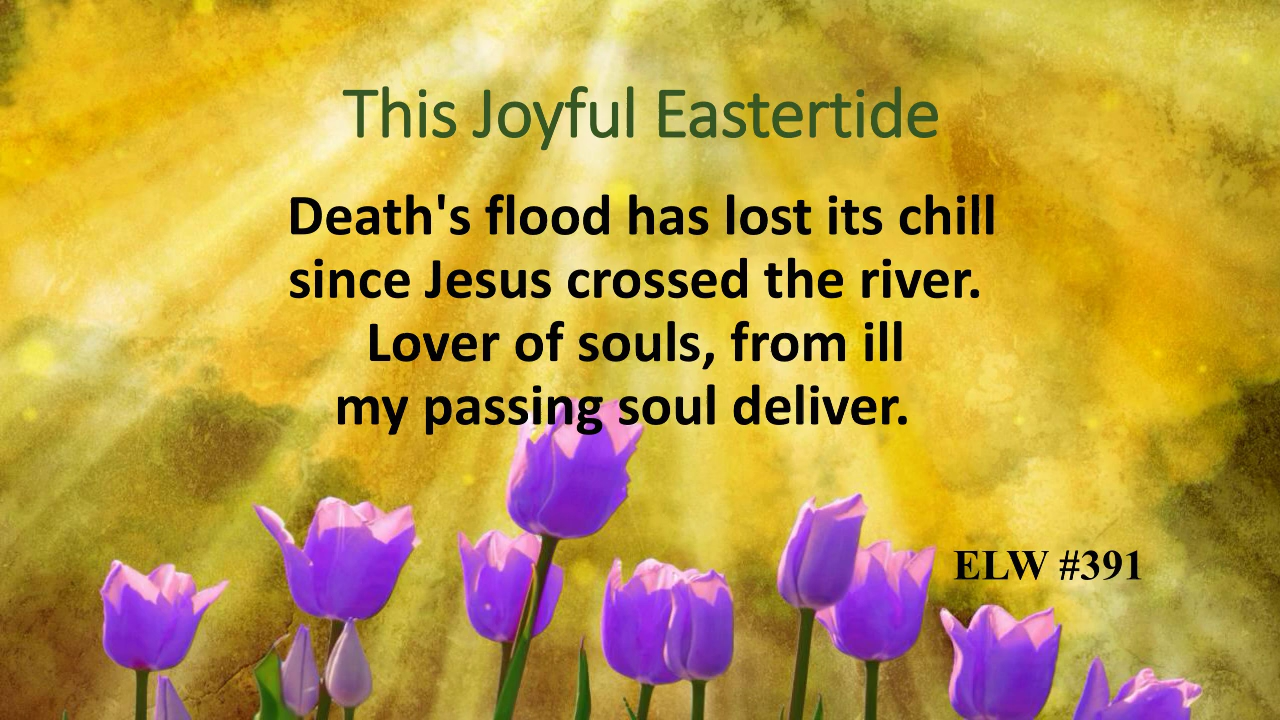 This Joyful Eastertide
Death's flood has lost its chill
since Jesus crossed the river.
Lover of souls, from ill
my passing soul deliver.
ELW #391